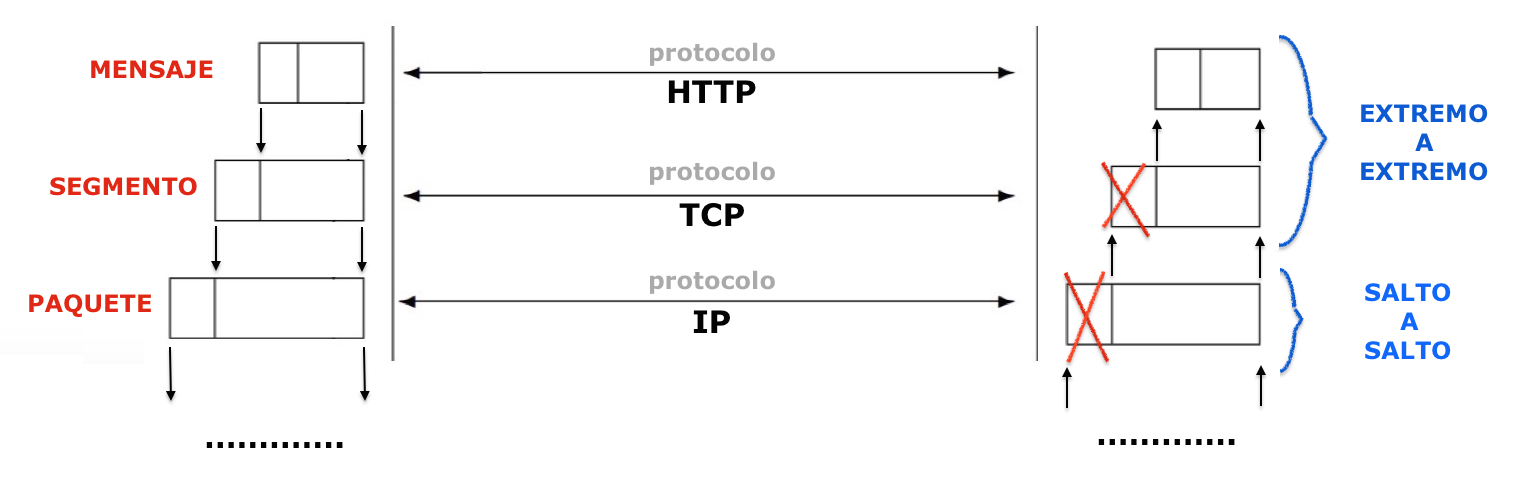 MENSAJE
protocolo
HTTP
SEGMENTO
protocolo
TCP
PAQUETE
protocolo
IP
EXTREMO
A
EXTREMO
SALTO
A
SALTO
.............
.............